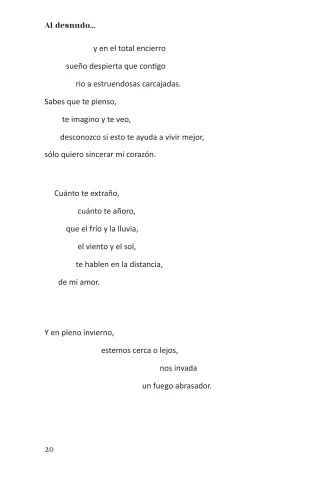 Al desnudo...
y en el total encierro
sueño despierta que contigo
rio a estruendosas carcajadas.
Sabes que te pienso,
te imagino y te veo,
desconozco si esto te ayuda a vivir mejor,
sólo quiero sincerar mi corazón.
Cuánto te extraño,
cuánto te añoro,
que el frío y la lluvia,
el viento y el sol,
te hablen en la distancia,
de mi amor.
Y en pleno invierno,
estemos cerca o lejos,
nos invada
un fuego abrasador.
20